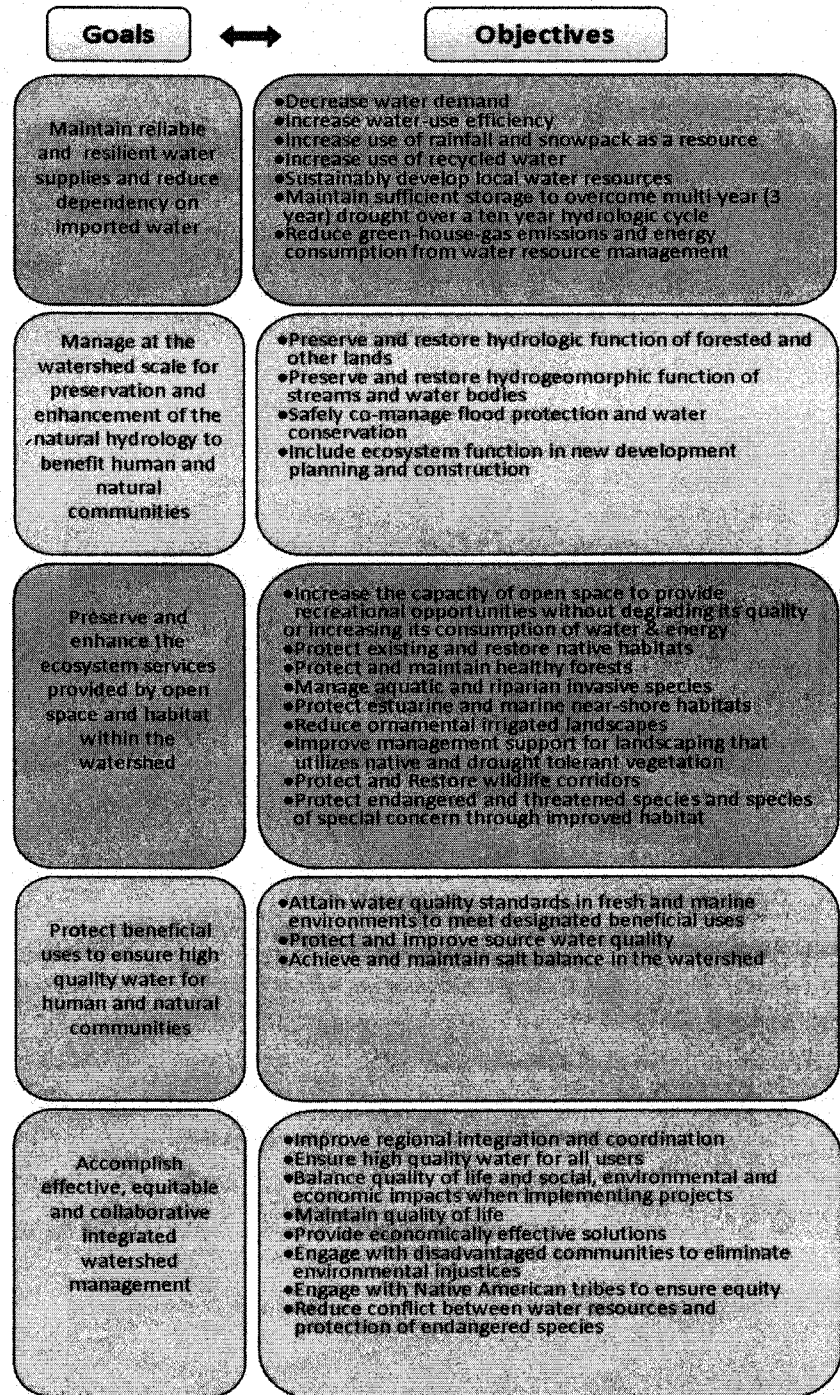 Goals
Objectives
Maintain reliable
and resilient water
supplies and reduce
dependency on
imported water
●Decrease water demand
●Increase water-use efficiency
●Increase use of rainfall and snowpack as a resource
●Increase use of recycled water
●Sustainably develop local water resources
●Maintain sufficient storage to overcome multi-year (3
year) drought over a ten year hydrologic cycle
●Reduce green-house-gas emissions and energy
consumption from water resource management
Manage at the
watershed scale for
preservation and
enhancement of the
natural hydrology to
benefit human and
natural
communities
●Preserve and restore hydrologic function of forested and
other lands
●Preserve and restore hydrogeomorphic function of
streams and water bodies
●Safely co-manage flood protection and water
conservation
●Include ecosystem function in new development
planning and construction
Preserve and
enhance the
ecosystem services
provided by open
space and habitat
within the
watershed
●Increase the capacity of open space to provide
recreational opportunities without degrading its quality
or increasing its consumption of water & energy
●Protect existing and restore native habitats
●Protect and maintain healthy forests
●Manage aquatic and riparian invasive species
●Protect estuarine and marine near-shore habitats
●Reduce ornamental irrigated landscapes
●Improve management support for landscaping that
utilizes native and drought tolerant vegetation
●Protect and Restore wildlife corridors
●Protect endangered and threatened species and species
of special concern through improved habitat
Protect beneficial
uses to ensure high
quality water for
human and natural
communities
●Attain water quality standards in fresh and marine
environments to meet designated beneficial uses
●Protect and improve source water quality
●Achieve and maintain salt balance in the watershed
Accomplish
effective, equitable
and collaborative
integrated
watershed
management
●Improve regional integration and coordination
●Ensure high quality water for all users
●Balance quality of life and social, environmental and
economic impacts when implementing projects
●Maintain quality of life
●Provide economically effective solutions
●Engage with disadvantaged communities to eliminate
environmental injustices
●Engage with Native American tribes to ensure equity
●Reduce conflict between water resources and
protection of endangered species